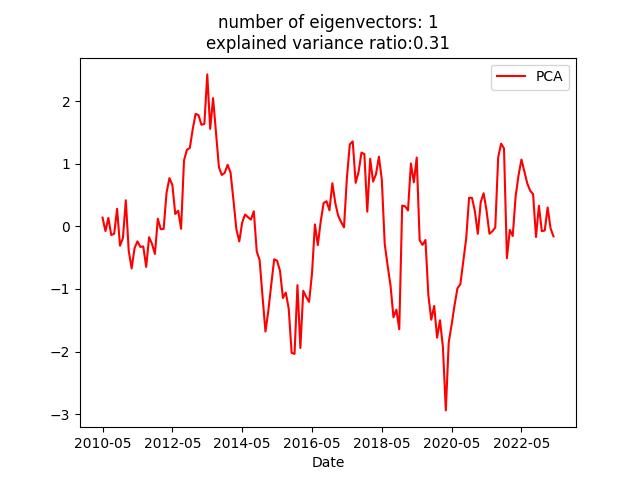 number of eigenvectors: 1
explained variance ratio:0.31
PCA
2
1
0
−1
−2
−3
2010-05 2012-05 2014-05 2016-05 2018-05 2020-05 2022-05
Date